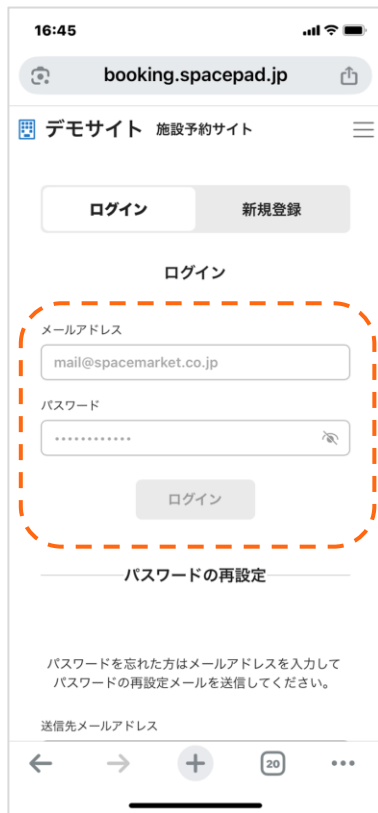 16:45
booking.spacepad.jp
デモサイト 施設予約サイト
ログイン 新規登録
ログイン
メールアドレス
mail@spacemarket.co.jp
パスワード
ログイン
パスワードの再設定
パスワードを忘れた方はメールアドレスを入力して
パスワードの再設定メールを送信してください。
送信先メールアドレス
20